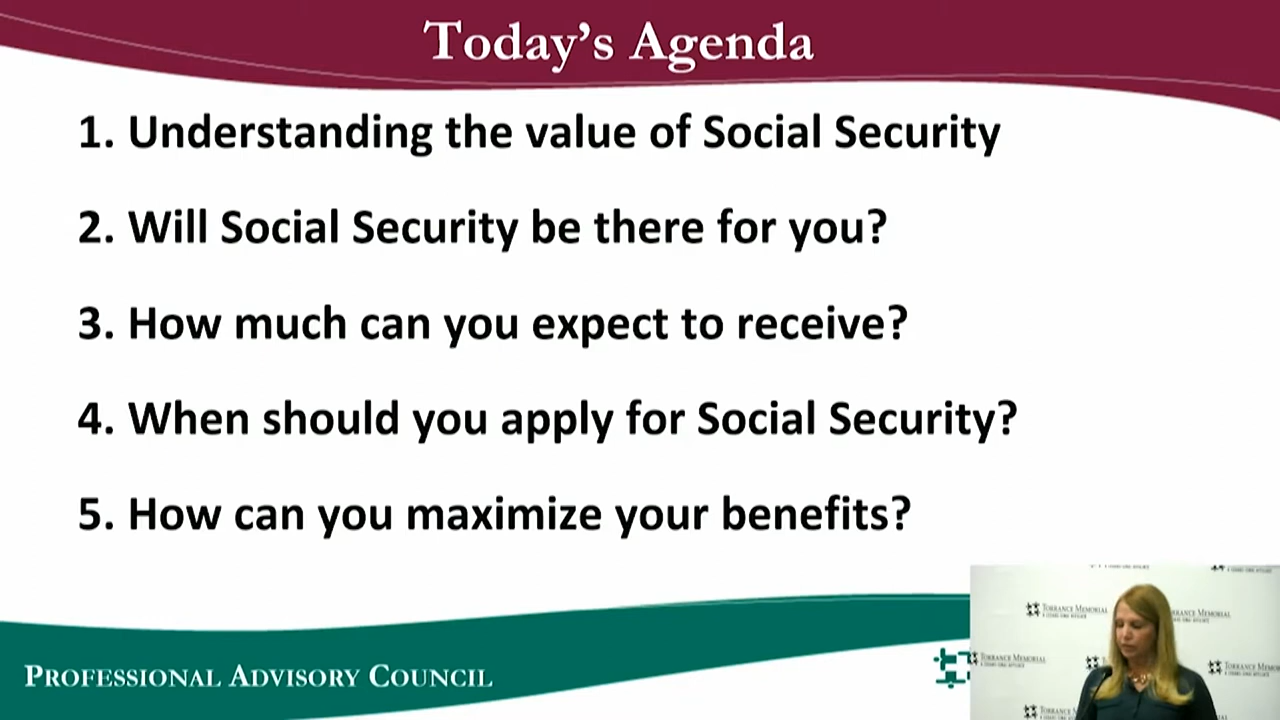 Today's Agenda
1. Understanding the value of Social Security
2. Will Social Security be there for you?
3. How much can you expect to receive?
4. When should you apply for Social Security?
5. How can you maximize your benefits?
PROFESSIONAL ADVISORY COUNCIL
TORRANCE MEMORIAL
TORRANCE MEMORIAL